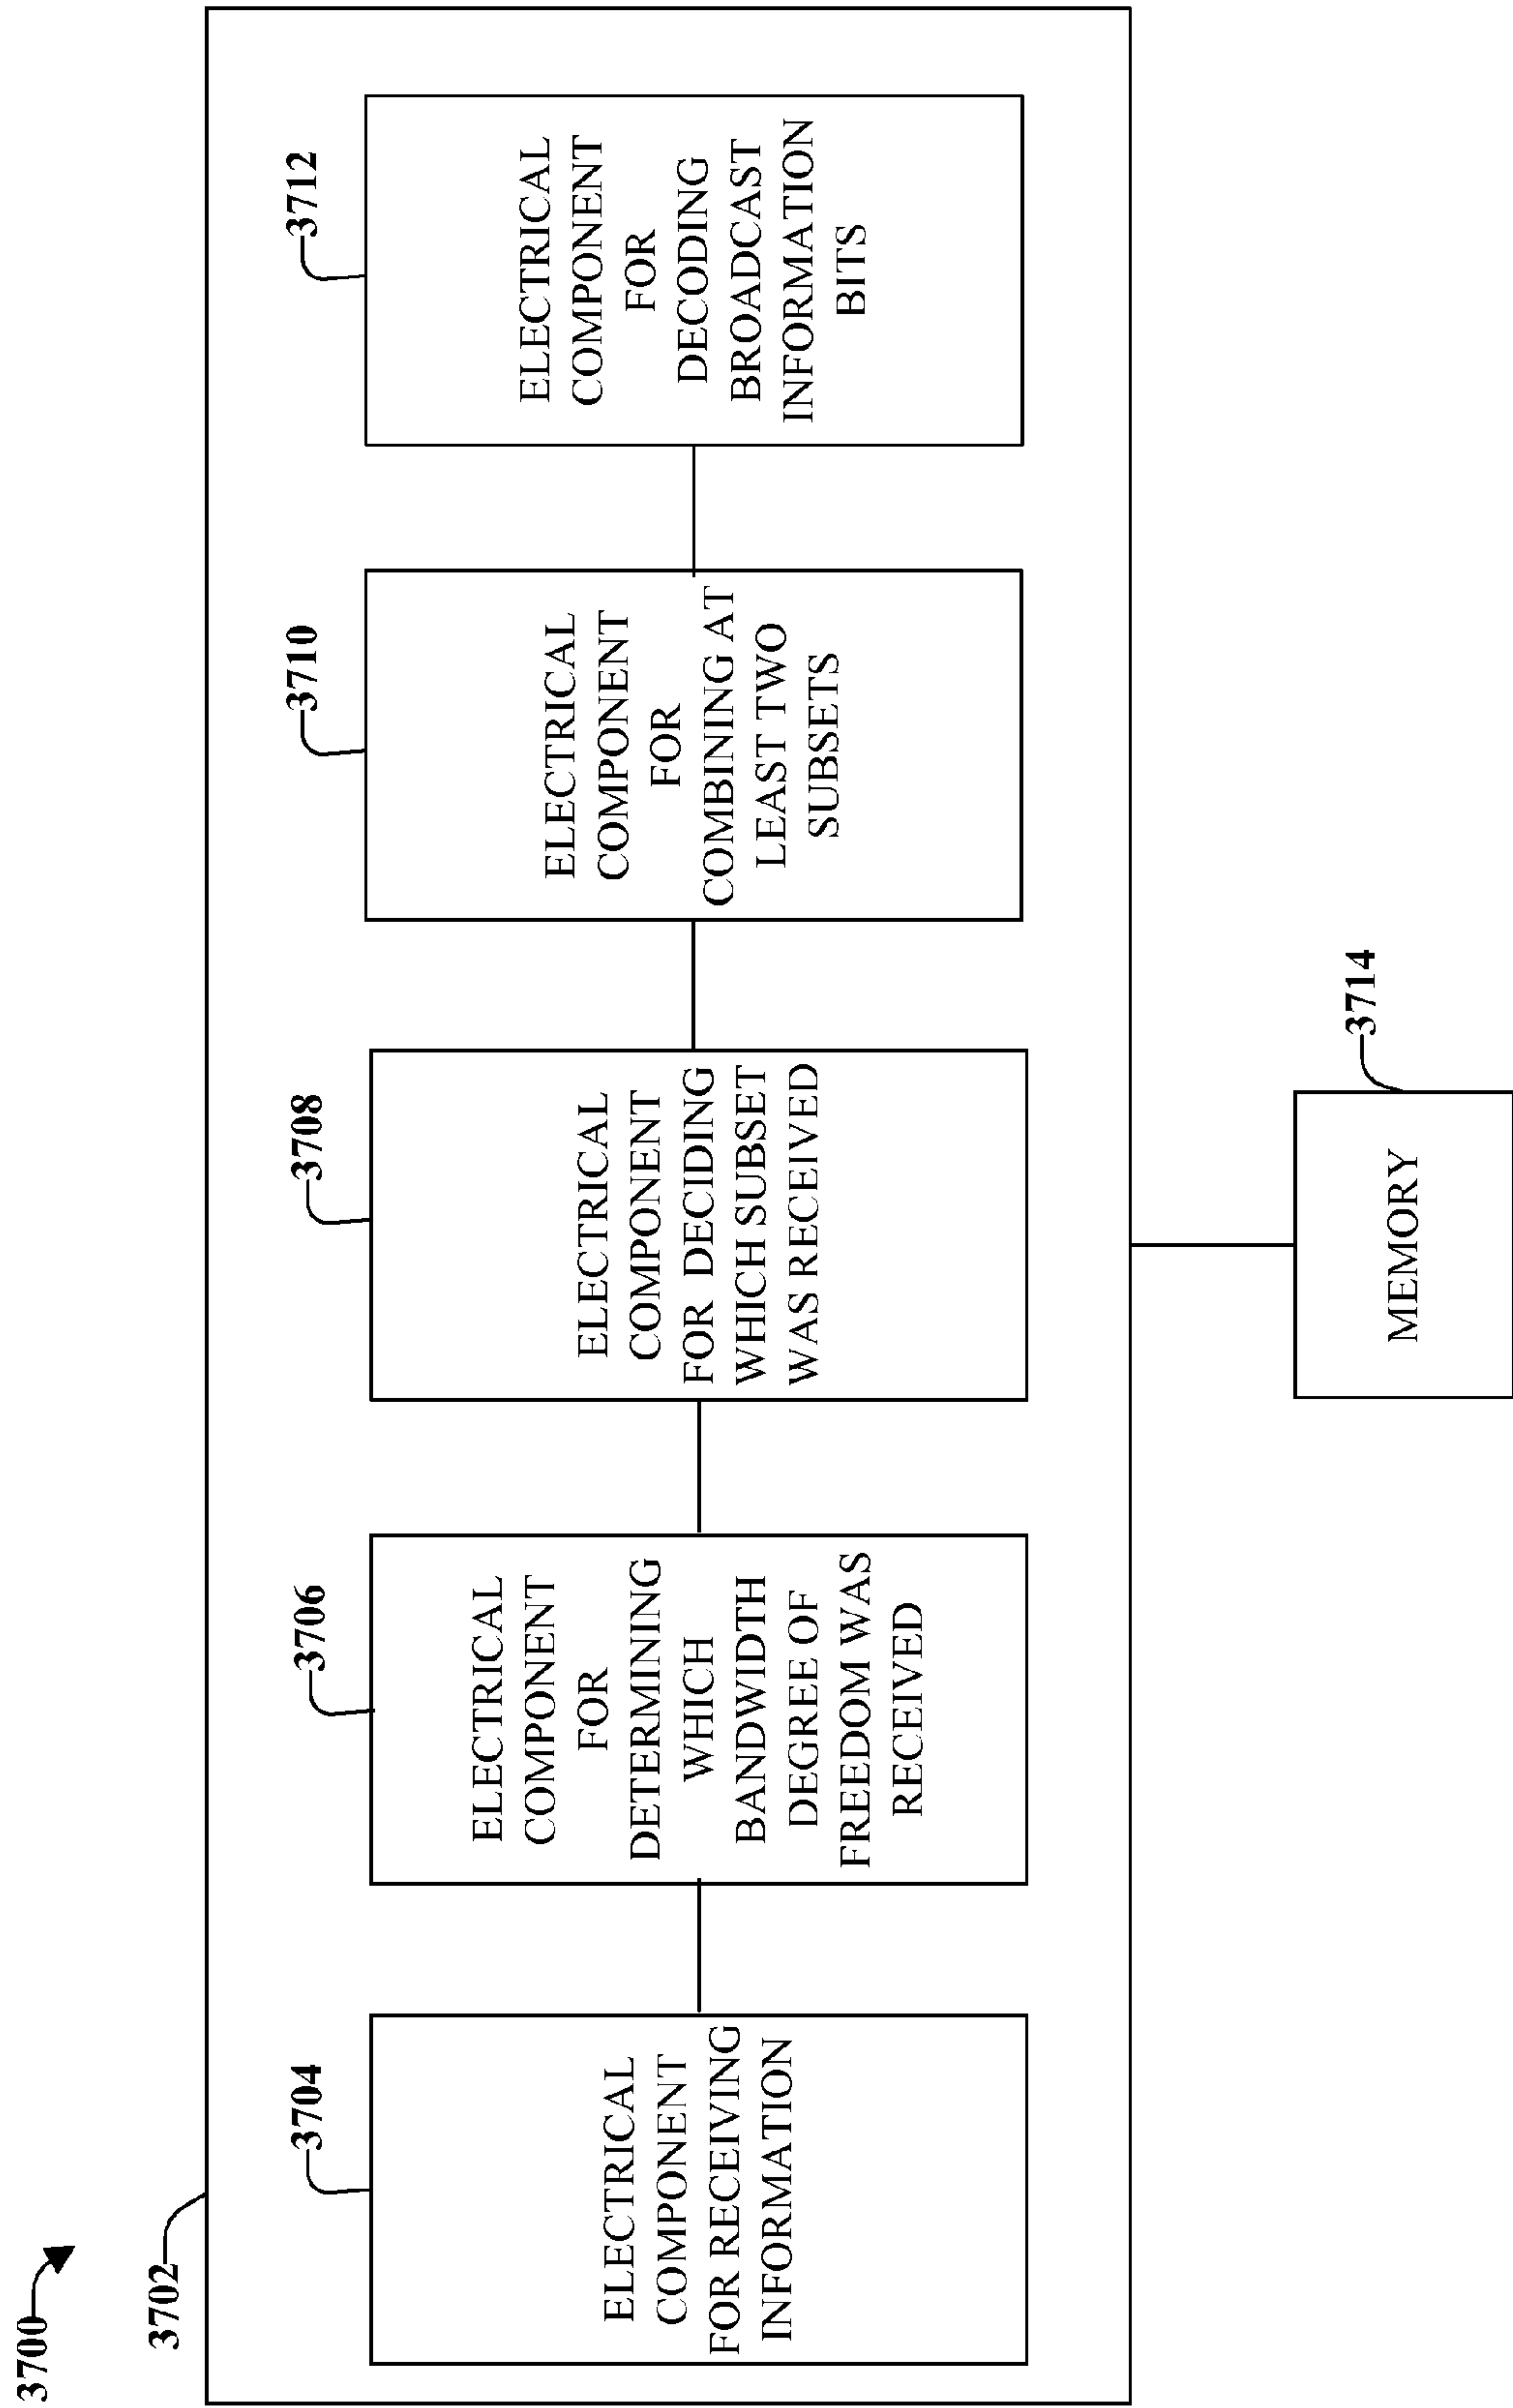 3700
3702
3704
ELECTRICAL
COMPONENT
FOR RECEIVING
INFORMATION
3706
ELECTRICAL
COMPONENT
FOR
DETERMINING
WHICH
BANDWIDTH
DEGREE OF
FREEDOM WAS
RECEIVED
3708
ELECTRICAL
COMPONENT
FOR DECIDING
WHICH SUBSET
WAS RECEIVED
3710
ELECTRICAL
COMPONENT
FOR
COMBINING AT
LEAST TWO
SUBSETS
3712
ELECTRICAL
COMPONENT
FOR
DECODING
BROADCAST
INFORMATION
BITS
3714
MEMORY